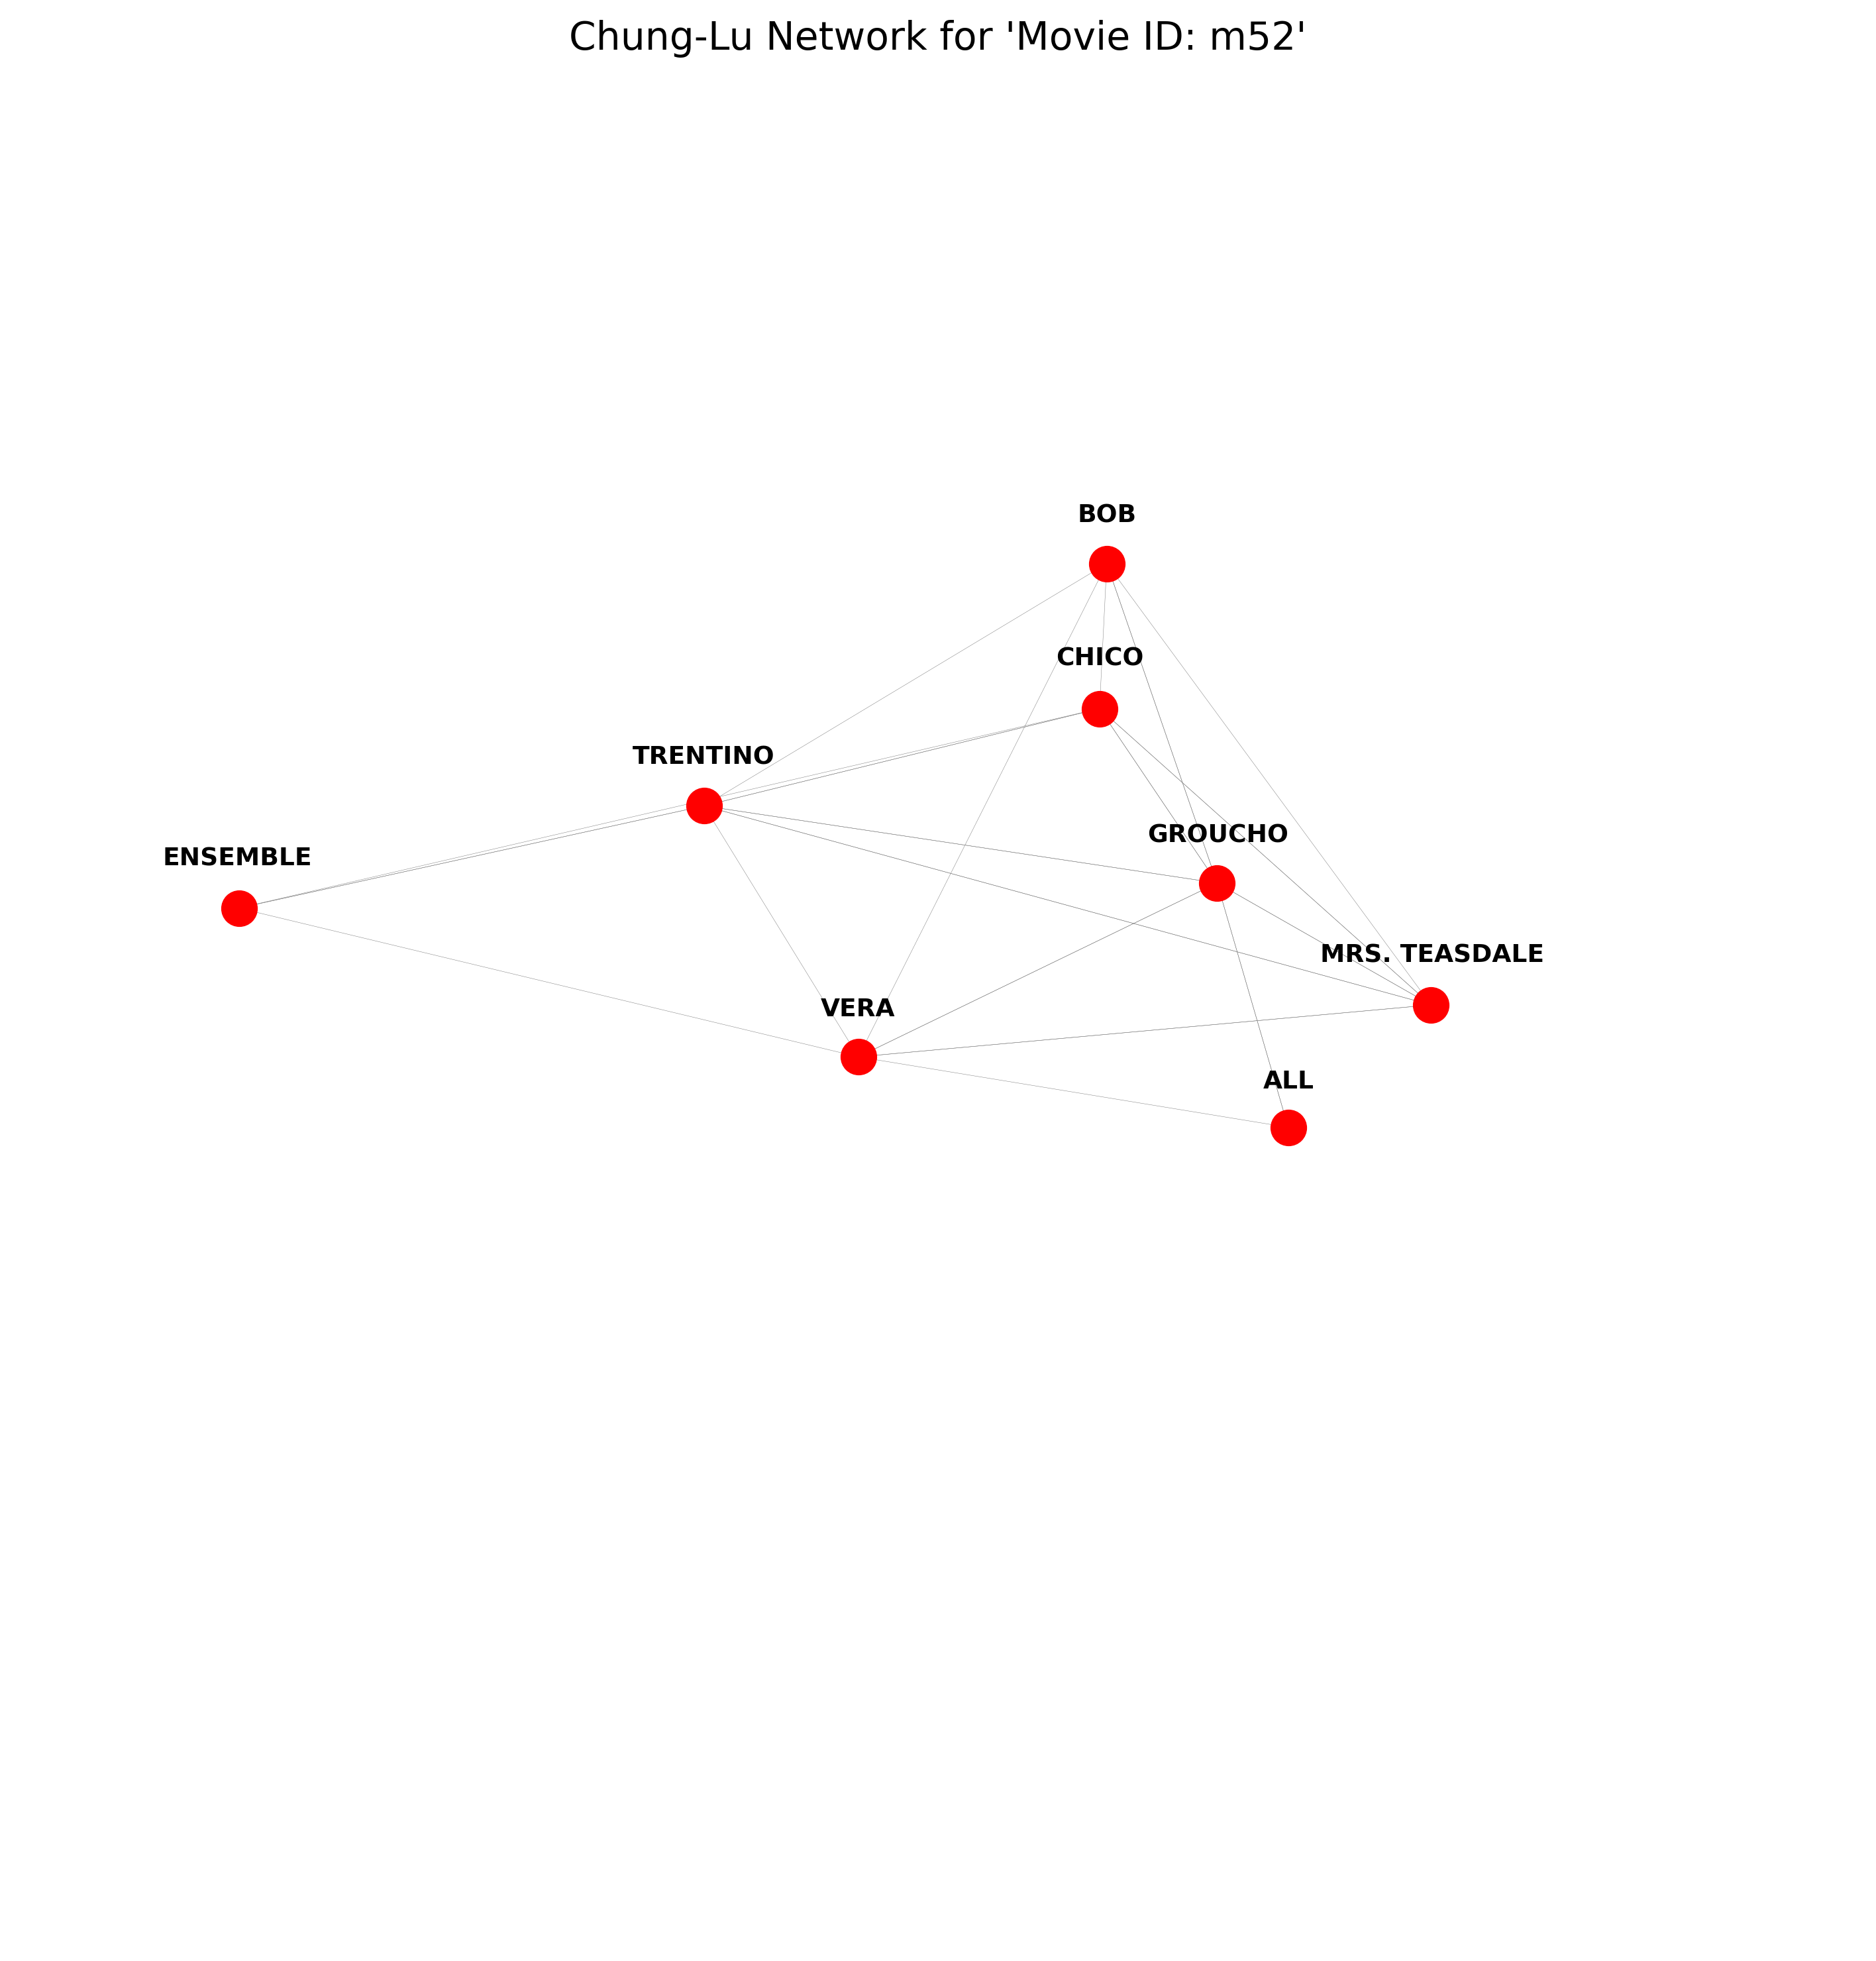 Chung-Lu Network for 'Movie ID: m52'
BOB
CHICO
TRENTINO
GROUCHO
ENSEMBLE
MRS. TEASDALE
VERA
ALL